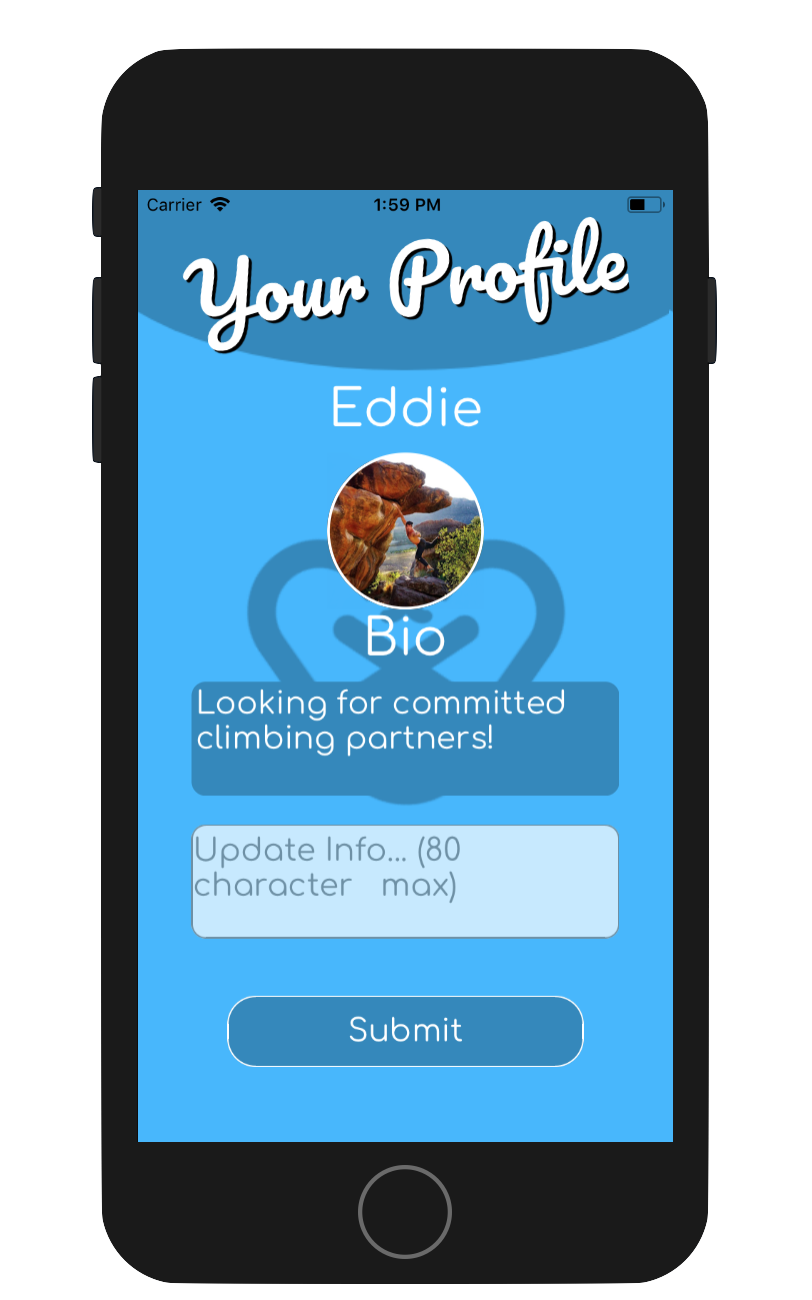 Carrier 1:59 PM
Your Profile
Eddie
Bio
Looking for committed
climbing partners!
Update Info... (80
character   max)
Submit